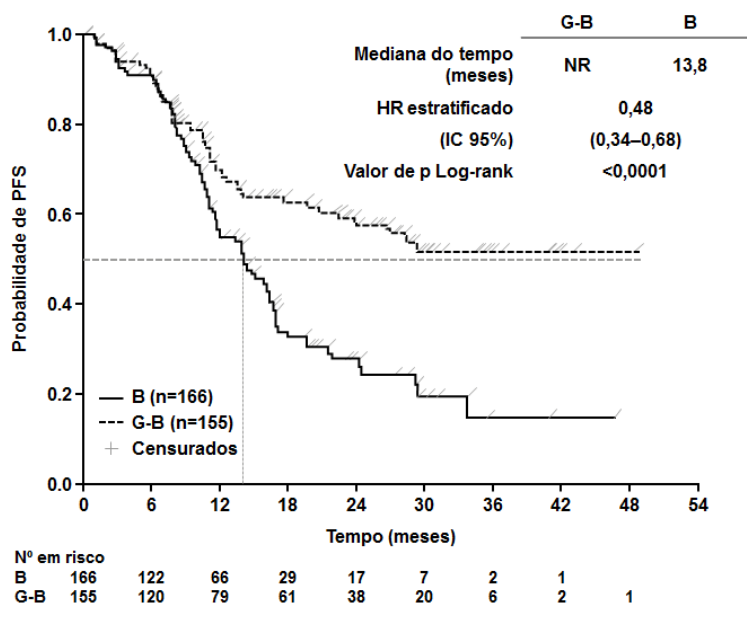 G-B B
Mediana do tempo
(meses)
NR 13,8
HR estratificado
0,48
(IC 95%)
(0,34–0,68)
Valor de p Log-rank
<0,0001
Probabilidade de PFS
1.0
0.8
0.6
0.4
0.2
0.0
B (n=166)
G-B (n=155)
Censurados
0 6 12 18 24 30 36 42 48 54
Tempo (meses)
Nº em risco
B 166 122 66 29 17 7 2 1
G-B 155 120 79 61 38 20 6 2 1